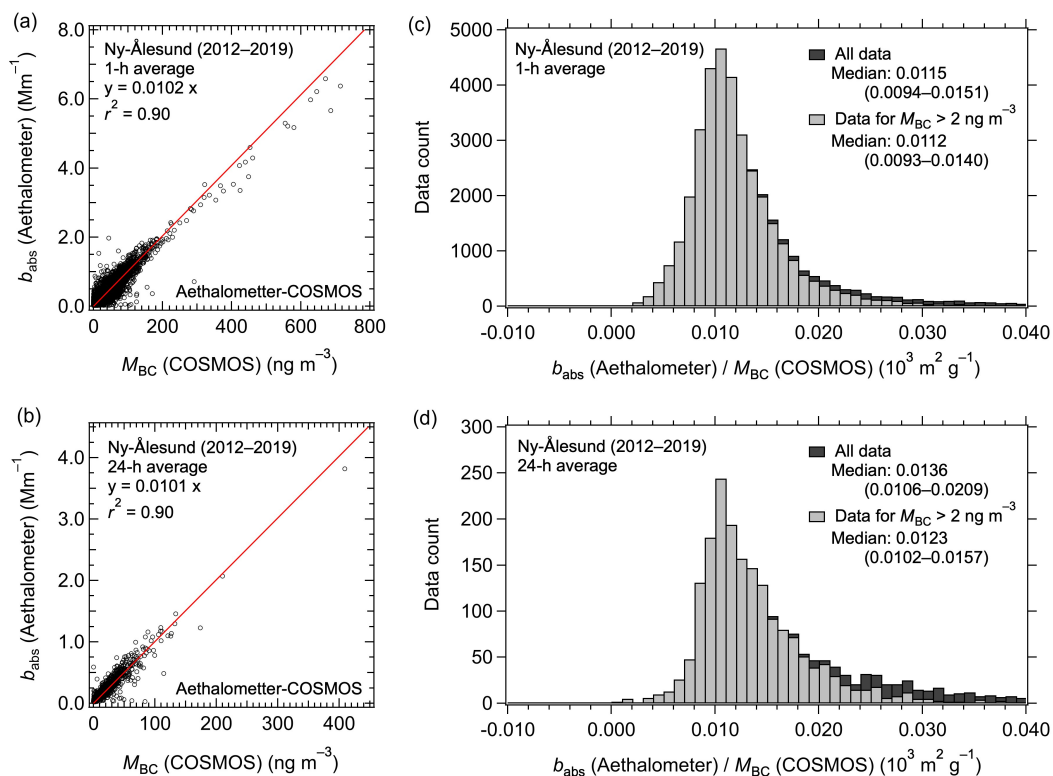 (a)
8.0
6.0
4.0
2.0
0.0
b_abs (Aethalometer) (Mm⁻¹)
Ny-Ålesund (2012–2019)
1-h average
y = 0.0102 x
r² = 0.90
Aethalometter-COSMOS
0 200 400 600 800
M_BC (COSMOS) (ng m⁻³)
(b)
4.0
3.0
2.0
1.0
0.0
b_abs (Aethalometer) (Mm⁻¹)
Ny-Ålesund (2012–2019)
24-h average
y = 0.0101 x
r² = 0.90
Aethalometter-COSMOS
0 100 200 300 400
M_BC (COSMOS) (ng m⁻³)
(c)
5000
4000
3000
2000
1000
0
Data count
Ny-Ålesund (2012–2019)
1-h average
All data
Median: 0.0115
(0.0094–0.0151)
Data for M_BC > 2 ng m⁻³
Median: 0.0112
(0.0093–0.0140)
-0.010 0.000 0.010 0.020 0.030 0.040
b_abs (Aethalometer) / M_BC (COSMOS) (10³ m² g⁻¹)
(d)
300
250
200
150
100
50
0
Data count
Ny-Ålesund (2012–2019)
24-h average
All data
Median: 0.0136
(0.0106–0.0209)
Data for M_BC > 2 ng m⁻³
Median: 0.0123
(0.0102–0.0157)
-0.010 0.000 0.010 0.020 0.030 0.040
b_abs (Aethalometer) / M_BC (COSMOS) (10³ m² g⁻¹)